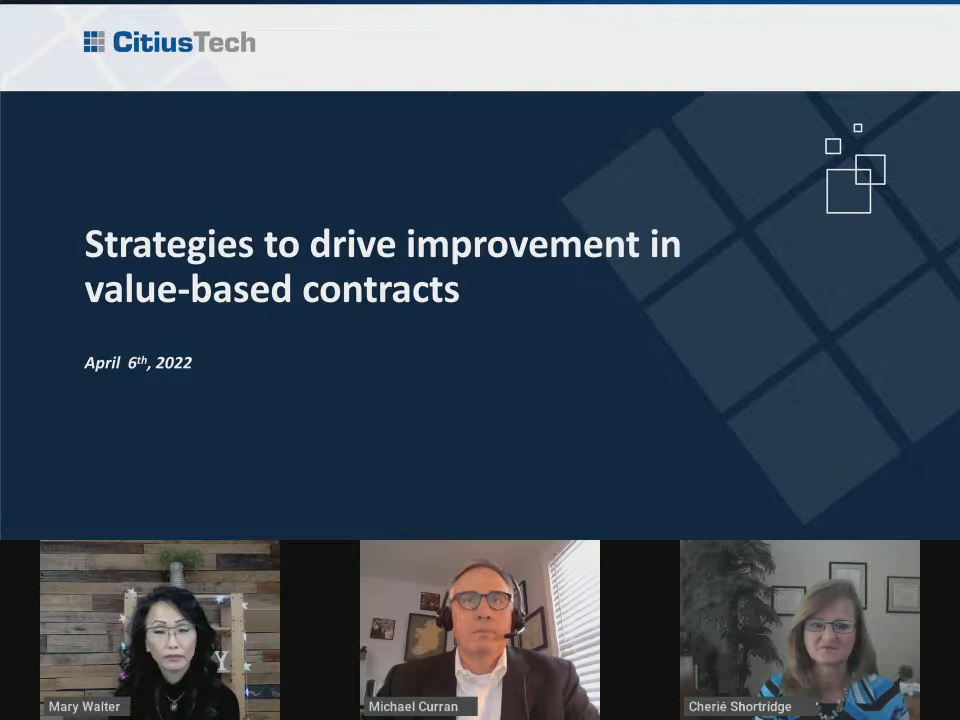 CitiusTech
Strategies to drive improvement in
value-based contracts
April 6th, 2022
Y
Mary Walter
Michael Curran
Cherié Shortridge